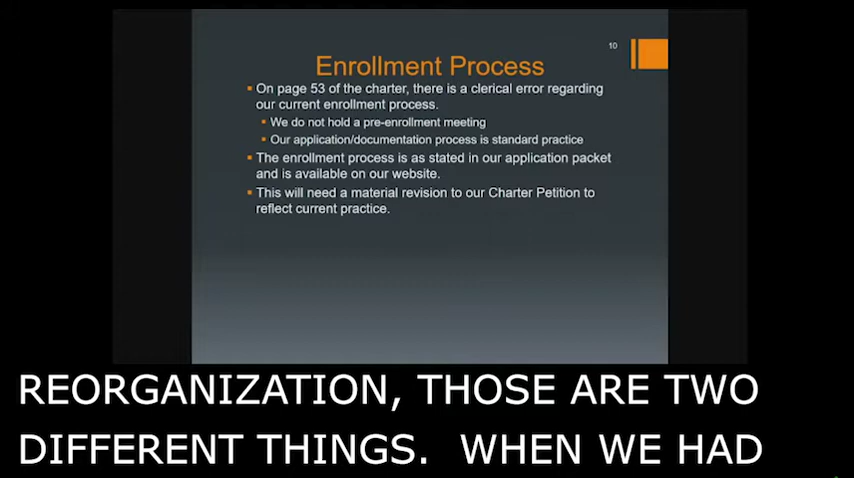 10
Enrollment Process
▪ On page 53 of the charter, there is a clerical error regarding
our current enrollment process.
▪ We do not hold a pre-enrollment meeting
▪ Our application/documentation process is standard practice
▪ The enrollment process is as stated in our application packet
and is available on our website.
▪ This will need a material revision to our Charter Petition to
reflect current practice.
REORGANIZATION, THOSE ARE TWO
DIFFERENT THINGS.  WHEN WE HAD